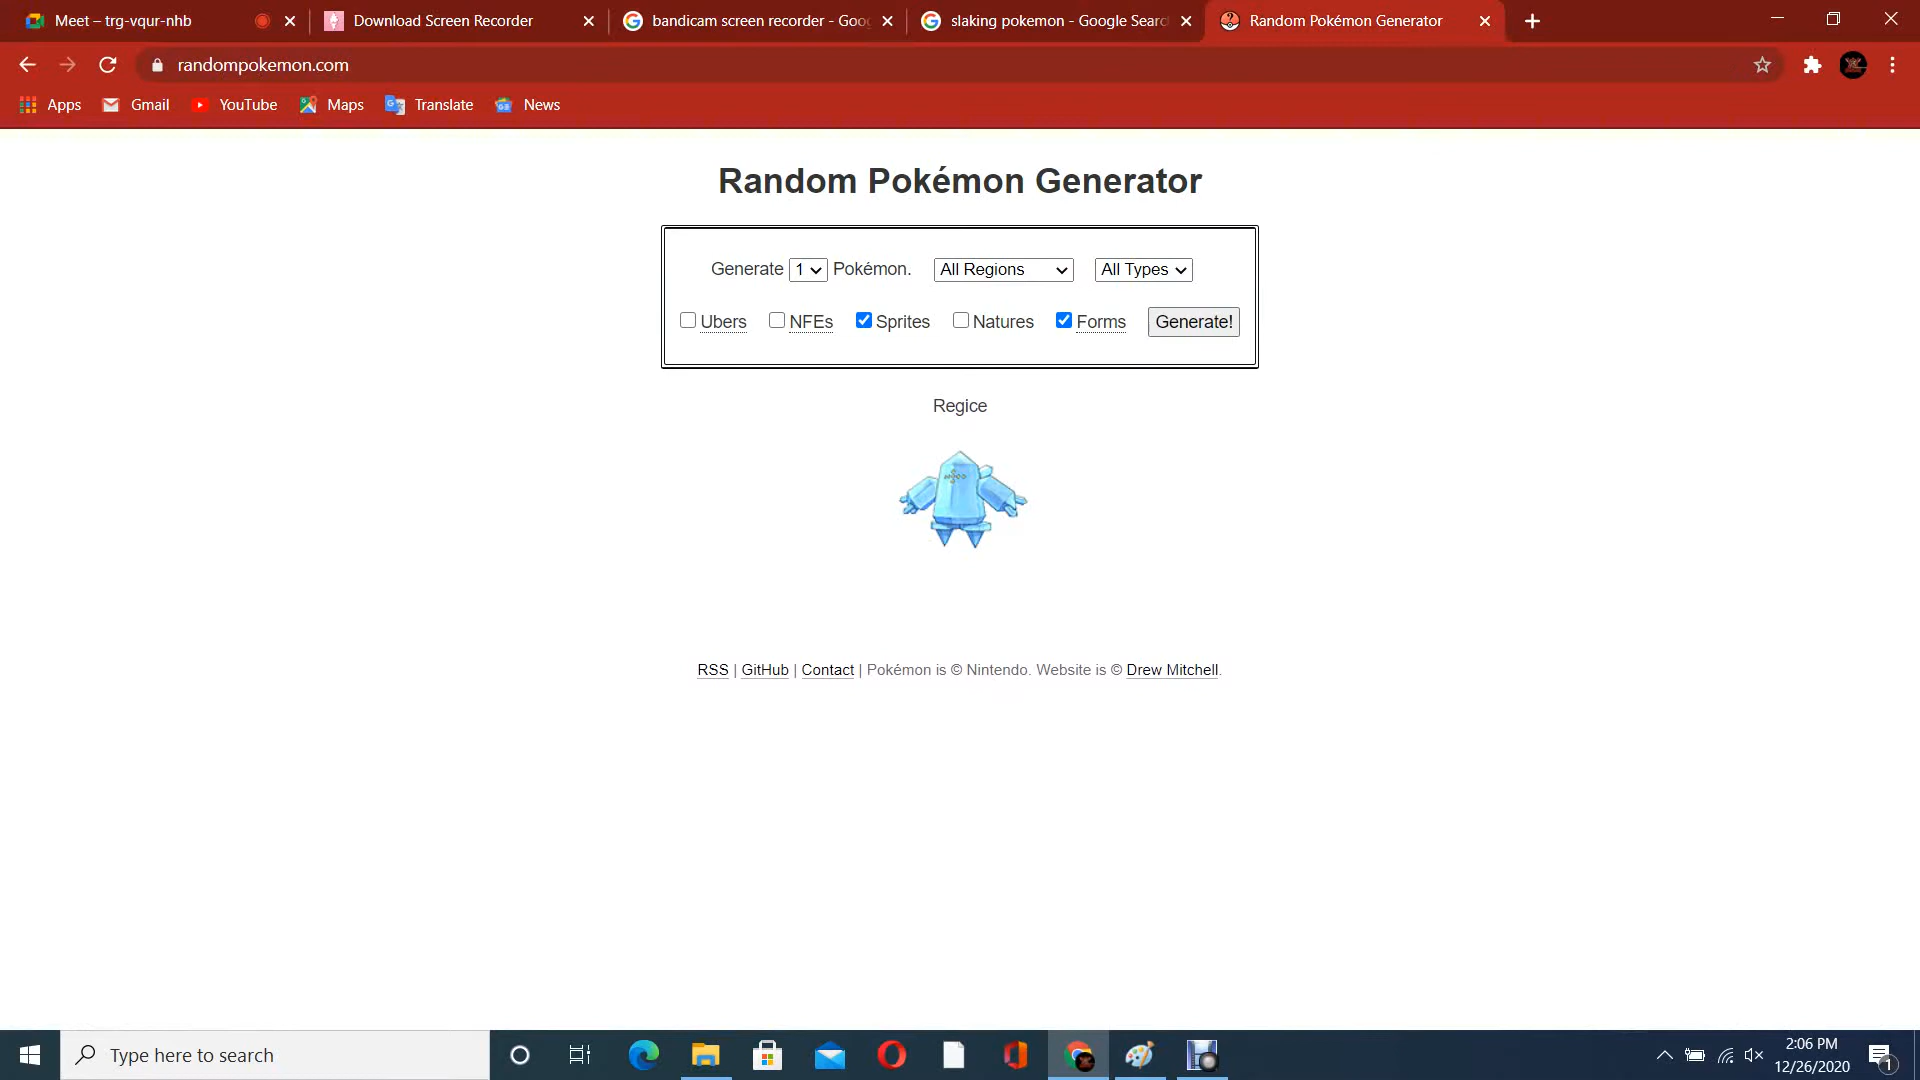 Meet – trg-vqur-nhb
Download Screen Recorder
bandicam screen recorder - Goog
slaking pokemon - Google Searc
Random Pokémon Generator
randompokemon.com
Apps
Gmail
YouTube
Maps
Translate
News
Random Pokémon Generator
Generate 1 Pokémon. All Regions All Types
Ubers NFEs Sprites Natures Forms Generate!
Regice
RSS | GitHub | Contact | Pokémon is © Nintendo. Website is © Drew Mitchell.
Type here to search
2:06 PM
12/26/2020
1